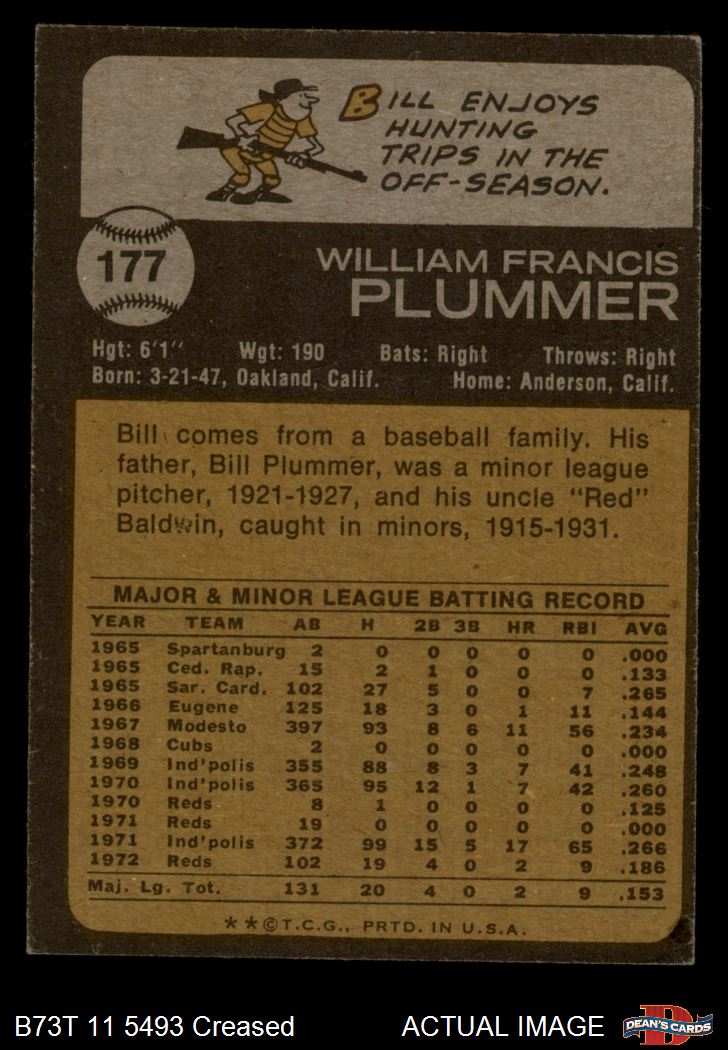 BILL ENJOYS
HUNTING
TRIPS IN THE
OFF-SEASON.
177
WILLIAM FRANCIS
PLUMMER
Hgt: 6'1" Wgt: 190 Bats: Right Throws: Right
Born: 3-21-47, Oakland, Calif. Home: Anderson, Calif.
Bill comes from a baseball family. His
father, Bill Plummer, was a minor league
pitcher, 1921-1927, and his uncle "Red"
Baldwin, caught in minors, 1915-1931.
MAJOR & MINOR LEAGUE BATTING RECORD
YEAR TEAM AB H 2B 3B HR RBI AVG
1965 Spartanburg 2 0 0 0 0 0 .000
1965 Ced. Rap. 15 2 1 0 0 0 .133
1965 Sar. Card. 102 27 5 0 0 7 .265
1966 Eugene 125 18 3 0 1 11 .144
1967 Modesto 397 93 8 6 11 56 .234
1968 Cubs 2 0 0 0 0 0 .000
1969 Ind'polis 355 88 8 3 7 41 .248
1970 Ind'polis 365 95 12 1 7 42 .260
1970 Reds 8 1 0 0 0 0 .125
1971 Reds 19 0 0 0 0 0 .000
1971 Ind'polis 372 99 15 5 17 65 .266
1972 Reds 102 19 4 0 2 9 .186
Maj. Lg. Tot. 131 20 4 0 2 9 .153
**©T.C.G., PRTD. IN U.S.A.
B73T 11 5493 Creased ACTUAL IMAGE D DEAN'S CARDS